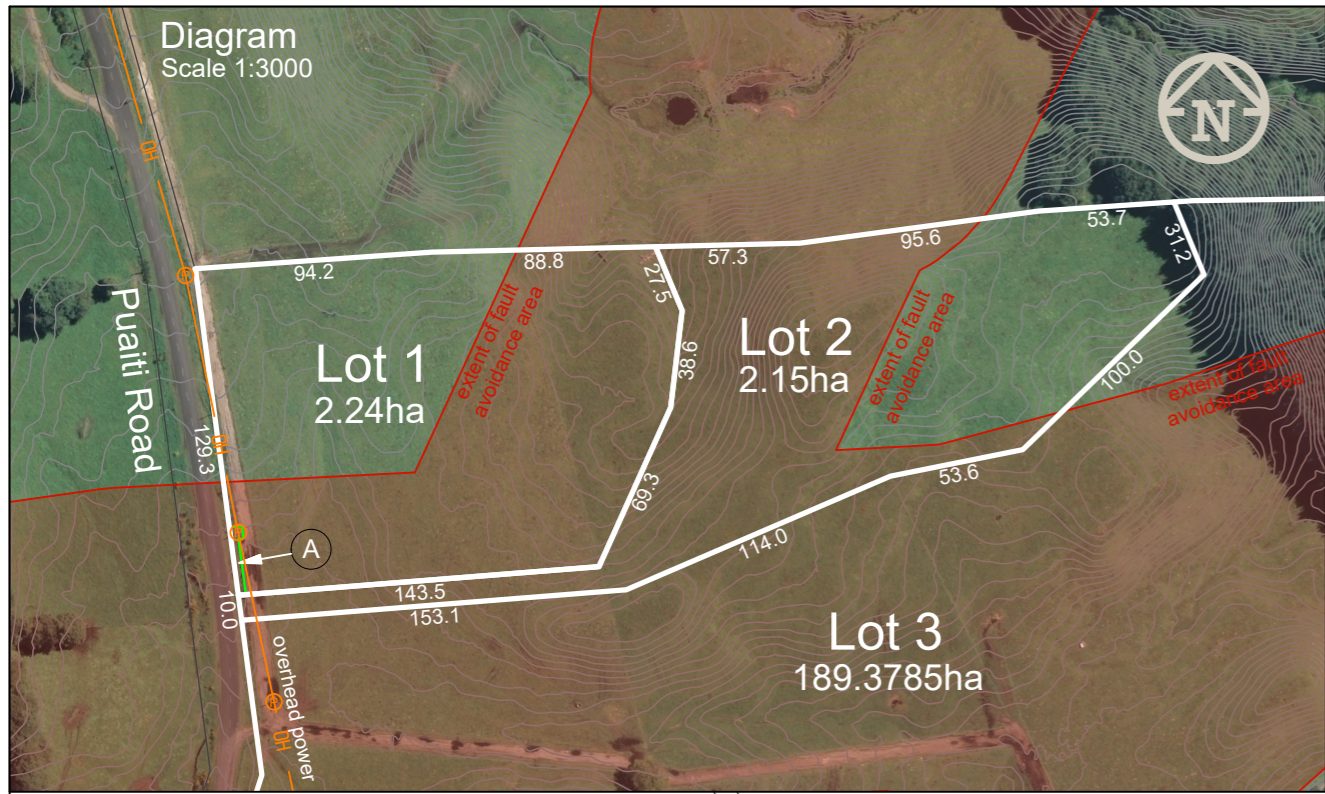 Diagram
Scale 1:3000
N
OH
94.2
88.8
57.3
95.6
53.7
31.2
27.5
38.6
69.3
100.0
53.6
114.0
Puaiti Road
129.3
OH
Lot 1
2.24ha
extent of fault
avoidance area
Lot 2
2.15ha
extent of fault
avoidance area
extent of fault
avoidance area
A
10.0
143.5
153.1
Lot 3
189.3785ha
overhead power
OH